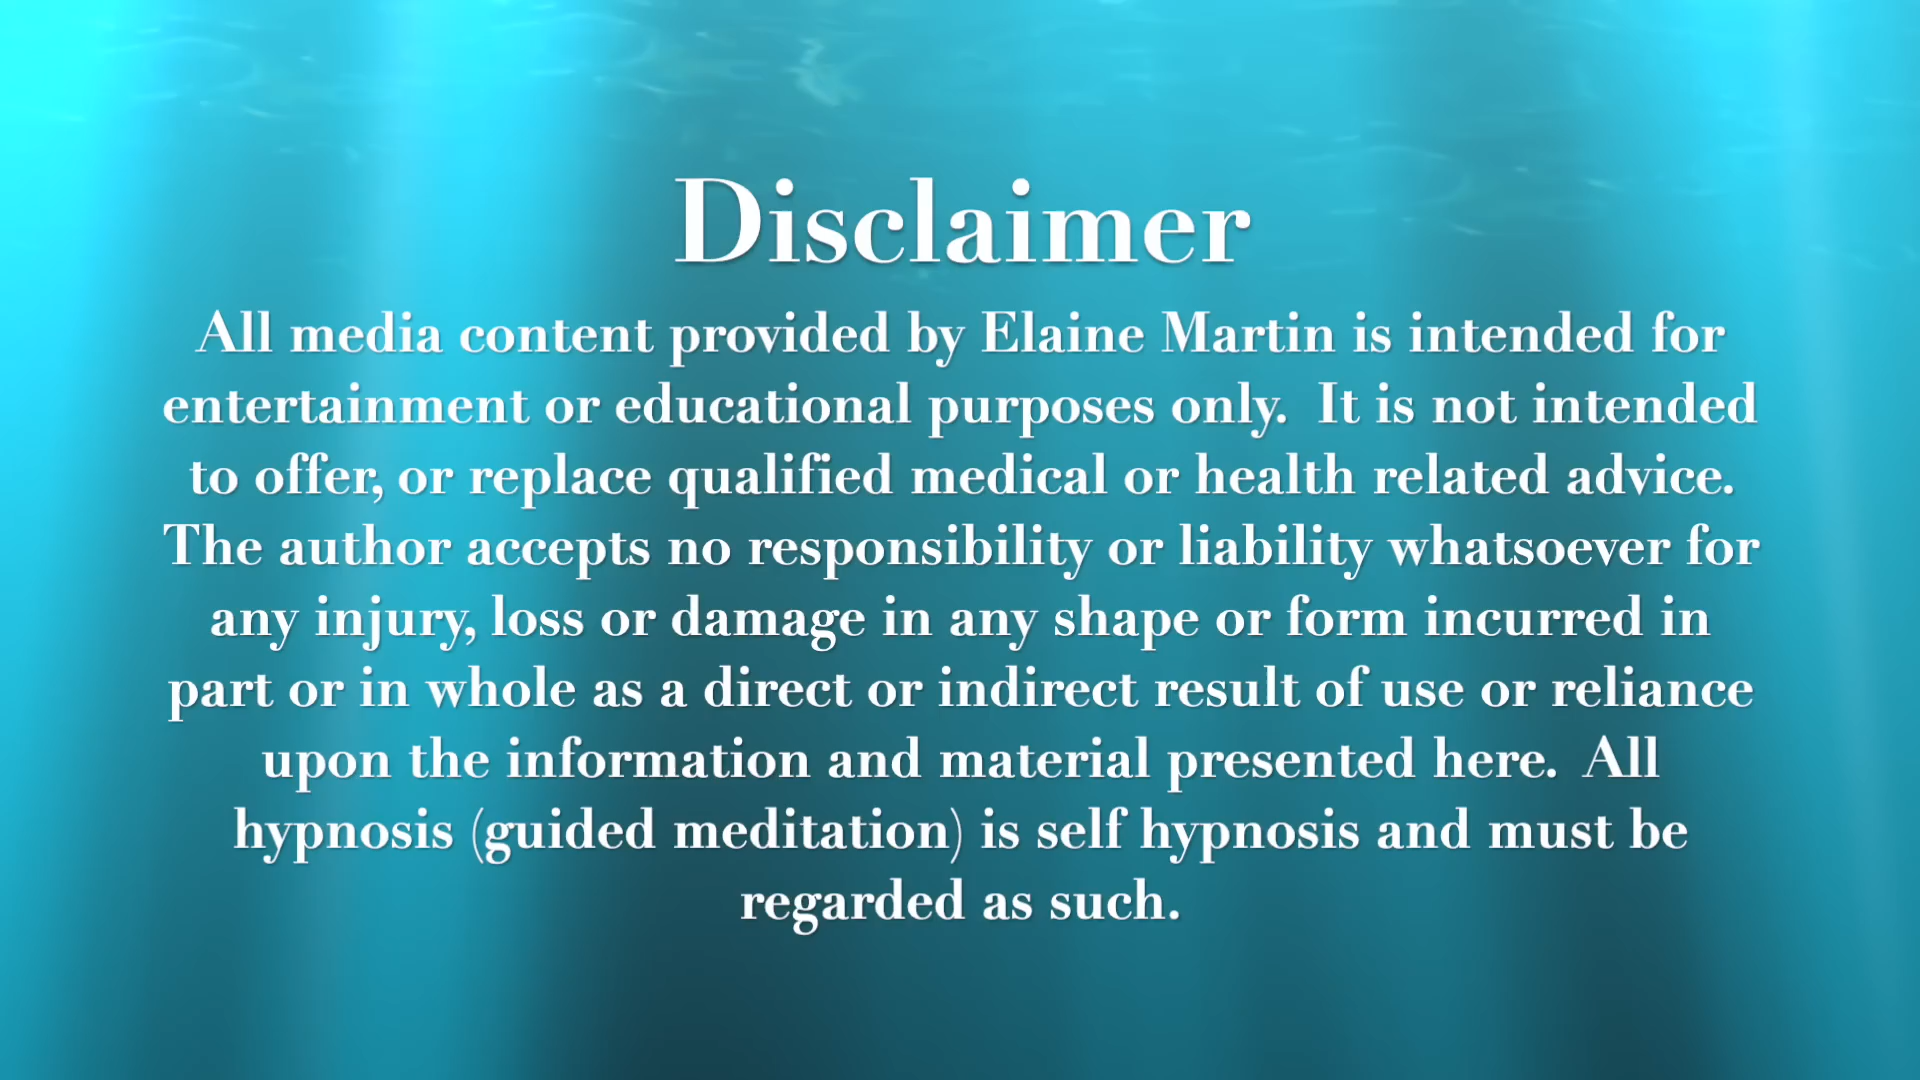 Disclaimer
All media content provided by Elaine Martin is intended for
entertainment or educational purposes only.  It is not intended
to offer, or replace qualified medical or health related advice.
The author accepts no responsibility or liability whatsoever for
any injury, loss or damage in any shape or form incurred in
part or in whole as a direct or indirect result of use or reliance
upon the information and material presented here.  All
hypnosis (guided meditation) is self hypnosis and must be
regarded as such.